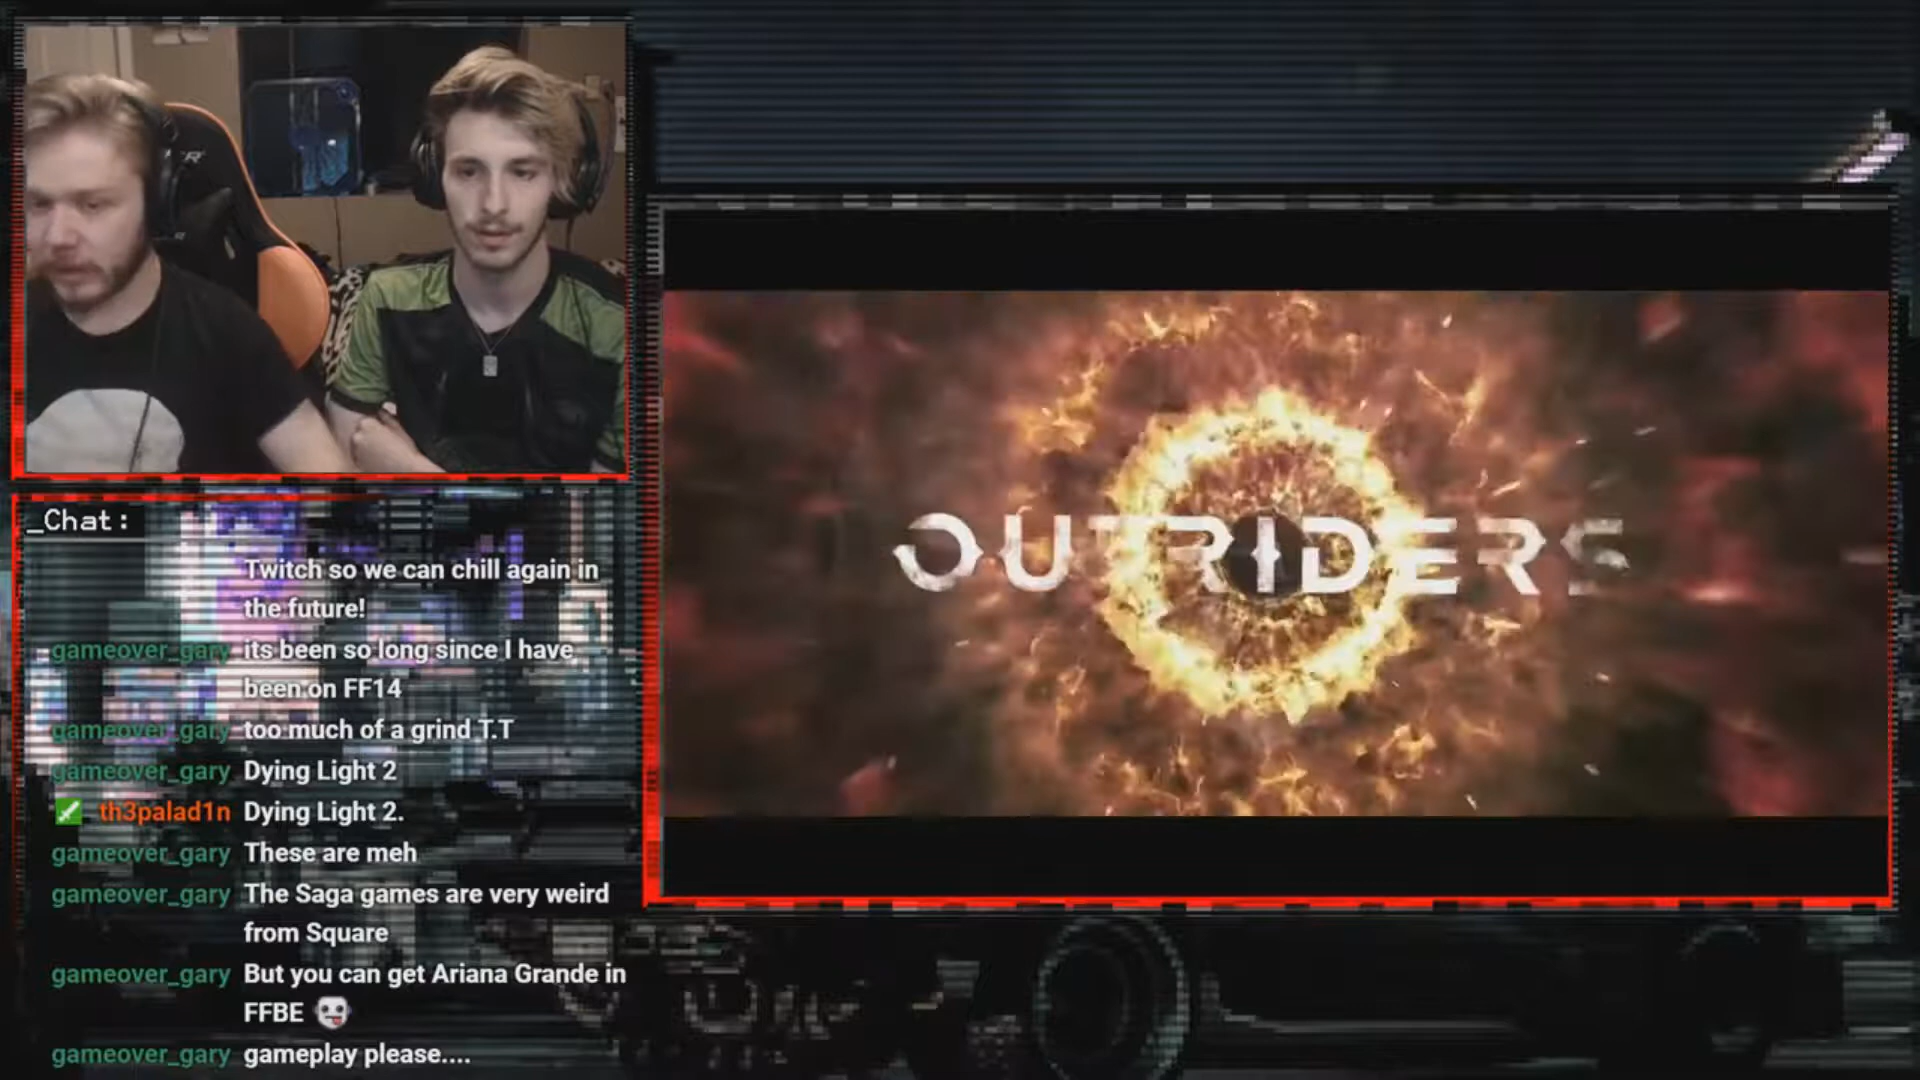 _Chat:
Twitch so we can chill again in
the future!
gameover_gary its been so long since I have
been on FF14
gameover_gary too much of a grind T.T
gameover_gary Dying Light 2
th3palad1n Dying Light 2.
gameover_gary These are meh
gameover_gary The Saga games are very weird
from Square
gameover_gary But you can get Ariana Grande in
FFBE
gameover_gary gameplay please....
OUTRIDERS